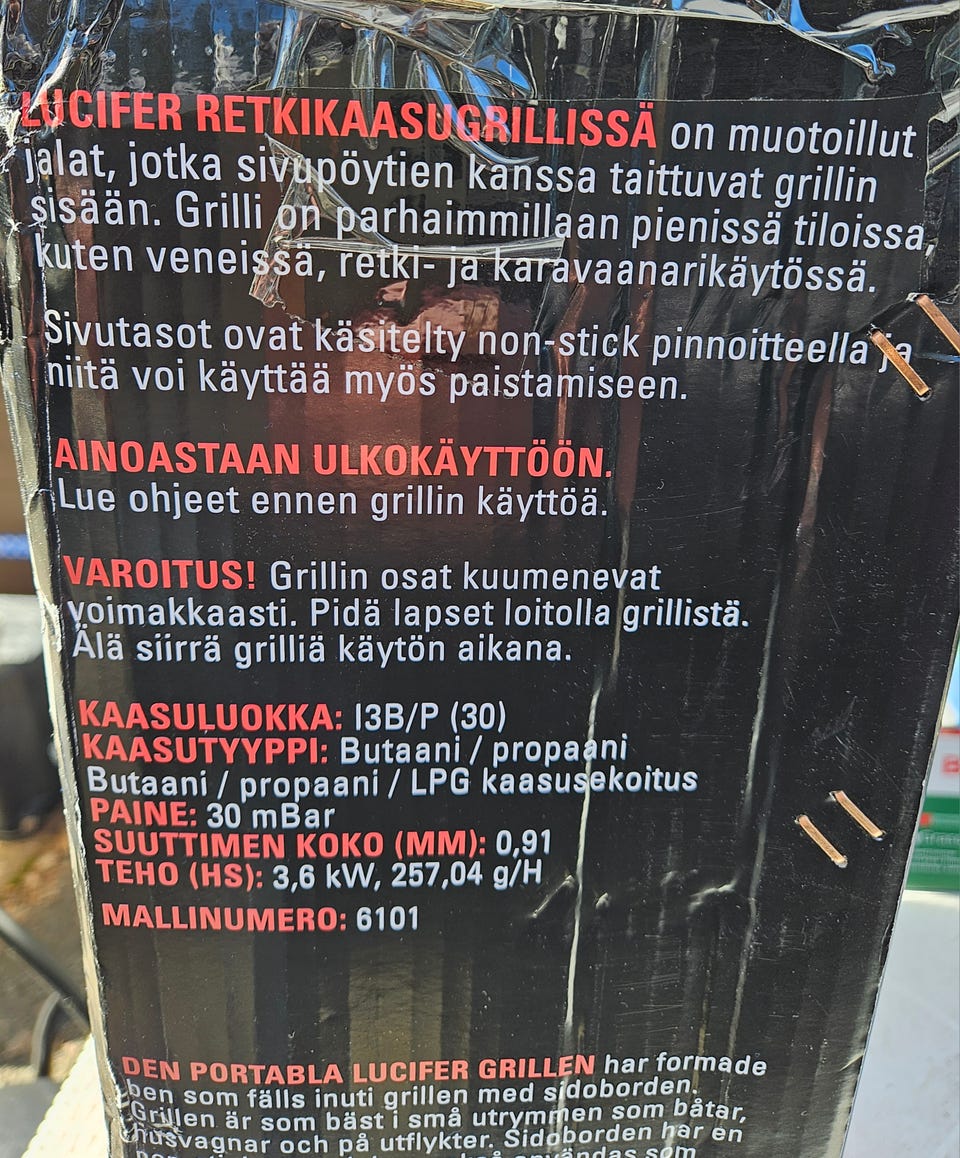 LUCIFER RETKIKAASUGRILLISSÄ on muotoillut
jalat, jotka sivupöytien kanssa taittuvat grillin
sisään. Grilli on parhaimmillaan pienissä tiloissa,
kuten veneissä, retki- ja karavaanarikäytössä.
Sivutasot ovat käsitelty non-stick pinnoitteella ja
niitä voi käyttää myös paistamiseen.
AINOASTAAN ULKOKÄYTTÖÖN.
Lue ohjeet ennen grillin käyttöä.
VAROITUS! Grillin osat kuumenevat
voimakkaasti. Pidä lapset loitolla grillistä.
Älä siirrä grilliä käytön aikana.
KAASULUOKKA: I3B/P (30)
KAASUTYYPPI: Butaani / propaani
Butaani / propaani / LPG kaasusekoitus
PAINE: 30 mBar
SUUTTIMEN KOKO (MM): 0,91
TEHO (HS): 3,6 kW, 257,04 g/H
MALLINUMERO: 6101
DEN PORTABLA LUCIFER GRILLEN har formade
ben som fälls inuti grillen med sidoborden.
Grillen är som bäst i små utrymmen som båtar,
husvagnar och på utflykter. Sidoborden har en
användas som